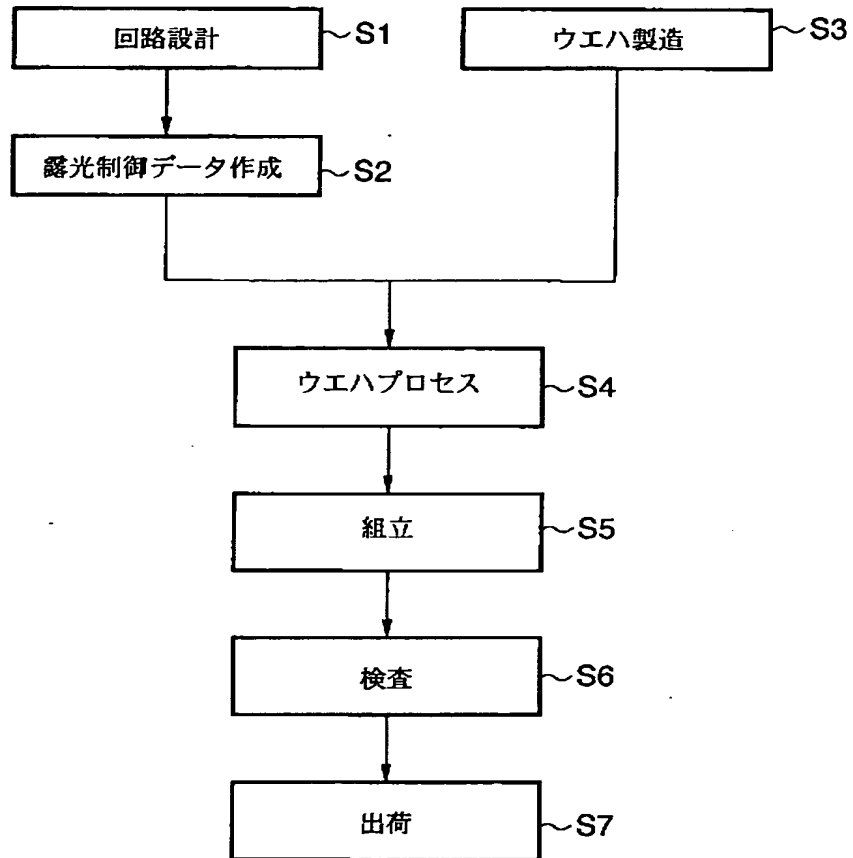 回路設計 S1
ウエハ製造 S3
露光制御データ作成 S2
ウエハプロセス S4
組立 S5
検査 S6
出荷 S7